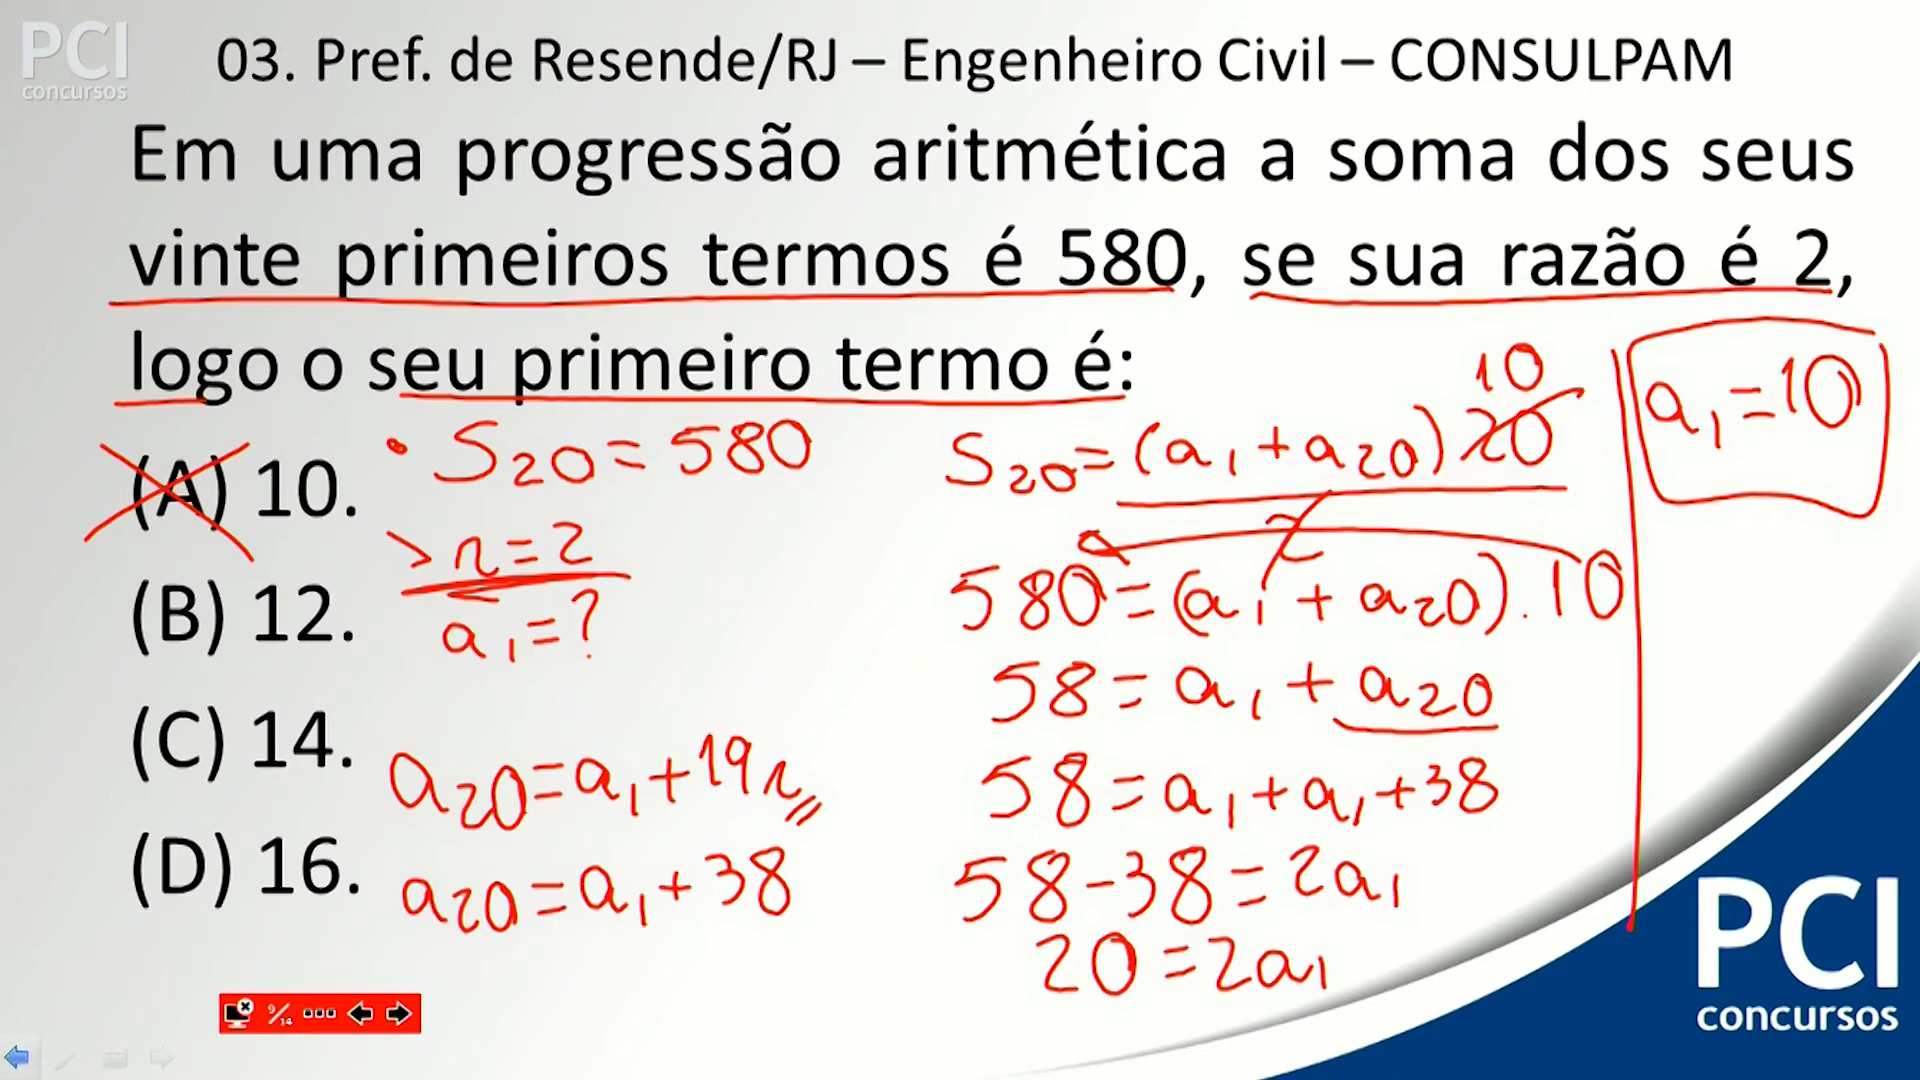 PCI
concursos
03. Pref. de Resende/RJ – Engenheiro Civil – CONSULPAM
Em uma progressão aritmética a soma dos seus
vinte primeiros termos é 580, se sua razão é 2,
logo o seu primeiro termo é:
(A) 10.
(B) 12.
(C) 14.
(D) 16.
• S20 = 580
> r = 2
a1 = ?
a20 = a1 + 19r
a20 = a1 + 38
10
S20 = (a1 + a20) 20
2
580 = (a1 + a20) . 10
58 = a1 + a20
58 = a1 + a1 + 38
58 - 38 = 2a1
20 = 2a1
a1 = 10
9/14
PCI
concursos